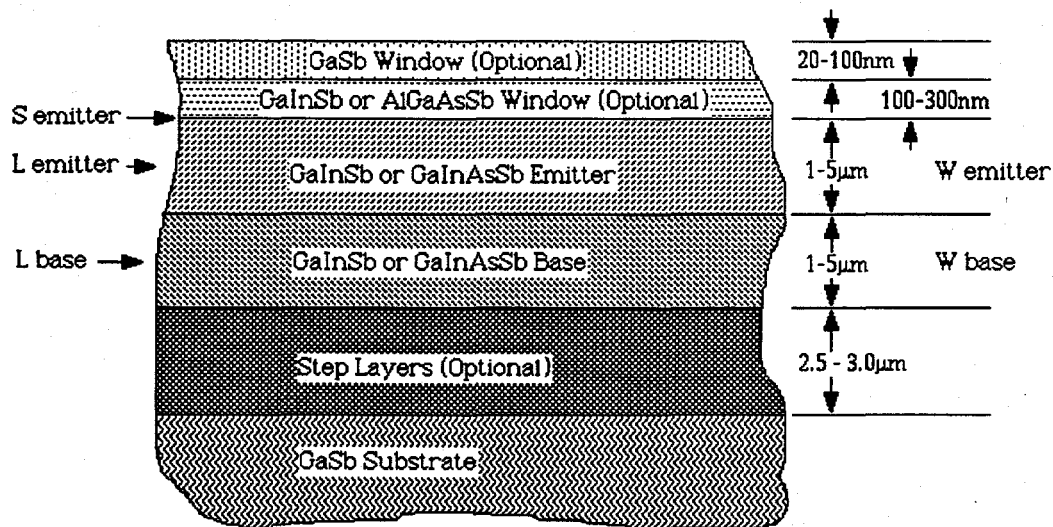 GaSb Window (Optional)
20-100nm
GaInSb or AlGaAsSb Window (Optional)
100-300nm
S emitter
L emitter
GaInSb or GaInAsSb Emitter
1-5µm
W emitter
L base
GaInSb or GaInAsSb Base
1-5µm
W base
Step Layers (Optional)
2.5 - 3.0µm
GaSb Substrate